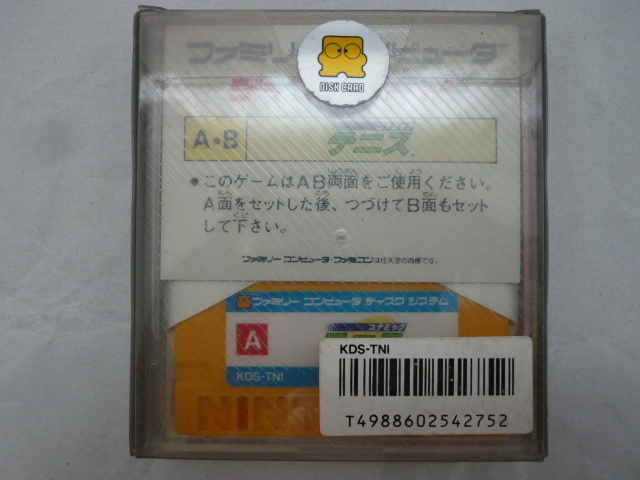 ファミリー コンピュータ
DISK CARD
A・B
テニス
●このゲームはAB両面をご使用ください。
A面をセットした後、つづけてB面もセット
して下さい。
ファミリー コンピュータ・ファミコンは任天堂の商標です。
ファミリー コンピュータ ディスク システム
コナミック
A
KDS-TNI
NIN
KDS-TNI
T4988602542752